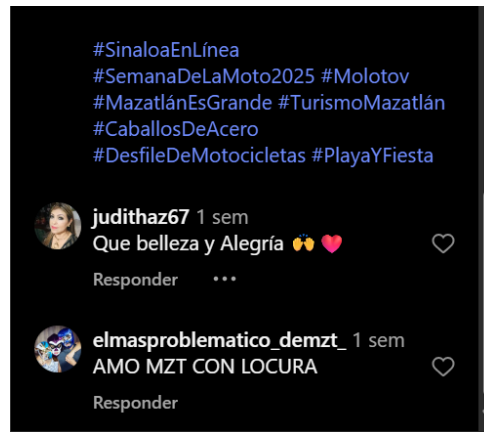 #SinaloaEnLínea
#SemanaDeLaMoto2025 #Molotov
#MazatlánEsGrande #TurismoMazatlán
#CaballosDeAcero
#DesfileDeMotocicletas #PlayaYFiesta
judithaz67 1 sem
Que belleza y Alegría 🙌 ❤️
Responder
elmasproblematico_demzt_ 1 sem
AMO MZT CON LOCURA
Responder